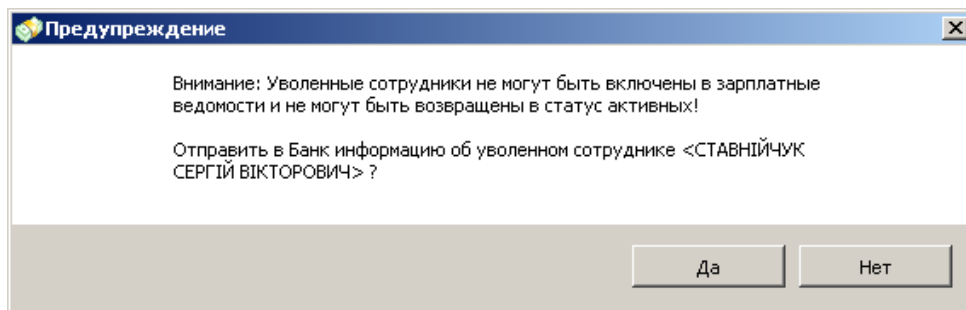 Предупреждение
Внимание: Уволенные сотрудники не могут быть включены в зарплатные
ведомости и не могут быть возвращены в статус активных!
Отправить в Банк информацию об уволенном сотруднике <СТАВНІЙЧУК
СЕРГІЙ ВІКТОРОВИЧ> ?
Да
Нет